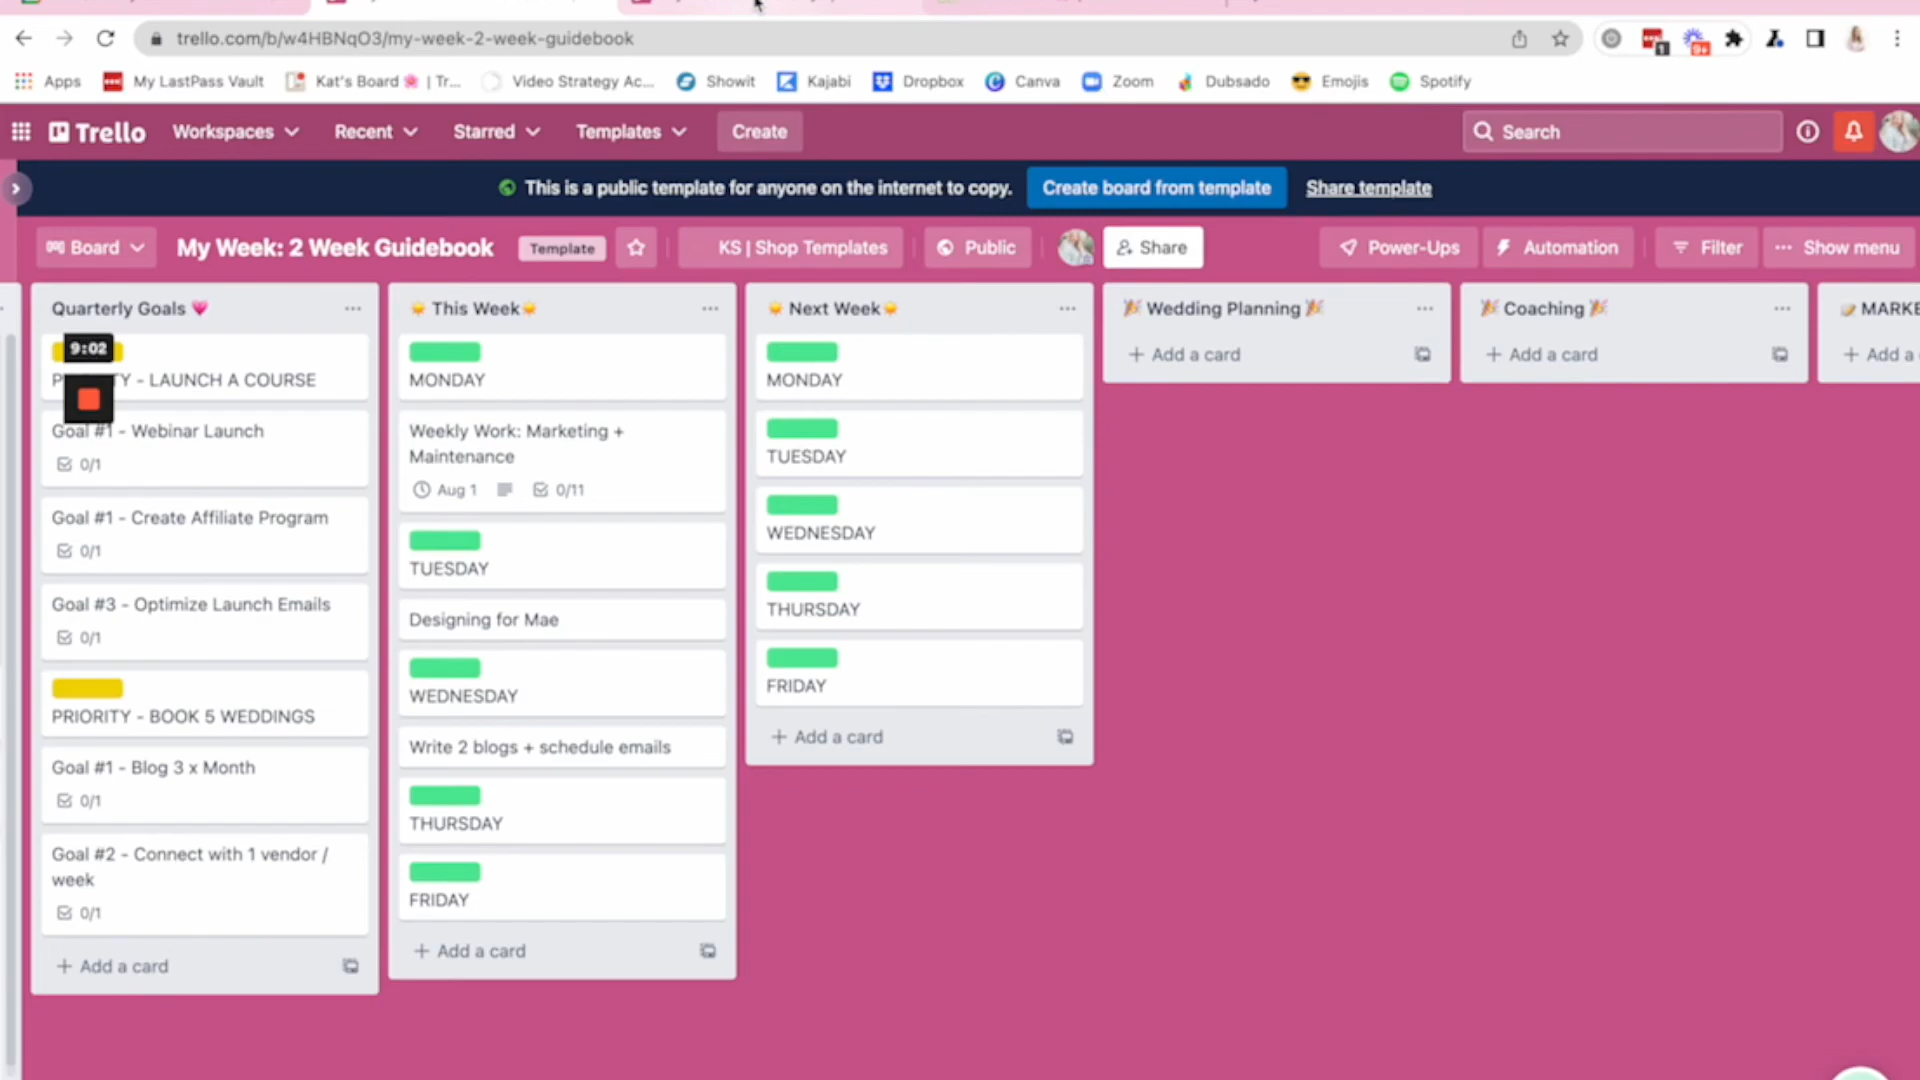 trello.com/b/w4HBNqO3/my-week-2-week-guidebook
1
9+
Apps
My LastPass Vault
Kat's Board 🌸 | Tr...
Video Strategy Ac...
Showit
Kajabi
Dropbox
Canva
Zoom
Dubsado
Emojis
Spotify
Trello
Workspaces
Recent
Starred
Templates
Create
Search
This is a public template for anyone on the internet to copy.
Create board from template
Share template
Board
My Week: 2 Week Guidebook
Template
KS | Shop Templates
Public
Share
Power-Ups
Automation
Filter
Show menu
Quarterly Goals 💗
9:02
- LAUNCH A COURSE
Goal #1 - Webinar Launch
0/1
Goal #1 - Create Affiliate Program
0/1
Goal #3 - Optimize Launch Emails
0/1
PRIORITY - BOOK 5 WEDDINGS
Goal #1 - Blog 3 x Month
0/1
Goal #2 - Connect with 1 vendor /
week
0/1
+ Add a card
☀️ This Week☀️
MONDAY
Weekly Work: Marketing +
Maintenance
Aug 1
0/11
TUESDAY
Designing for Mae
WEDNESDAY
Write 2 blogs + schedule emails
THURSDAY
FRIDAY
+ Add a card
☀️ Next Week☀️
MONDAY
TUESDAY
WEDNESDAY
THURSDAY
FRIDAY
+ Add a card
🎉 Wedding Planning 🎉
+ Add a card
🎉 Coaching 🎉
+ Add a card
MARKE
+ Add a